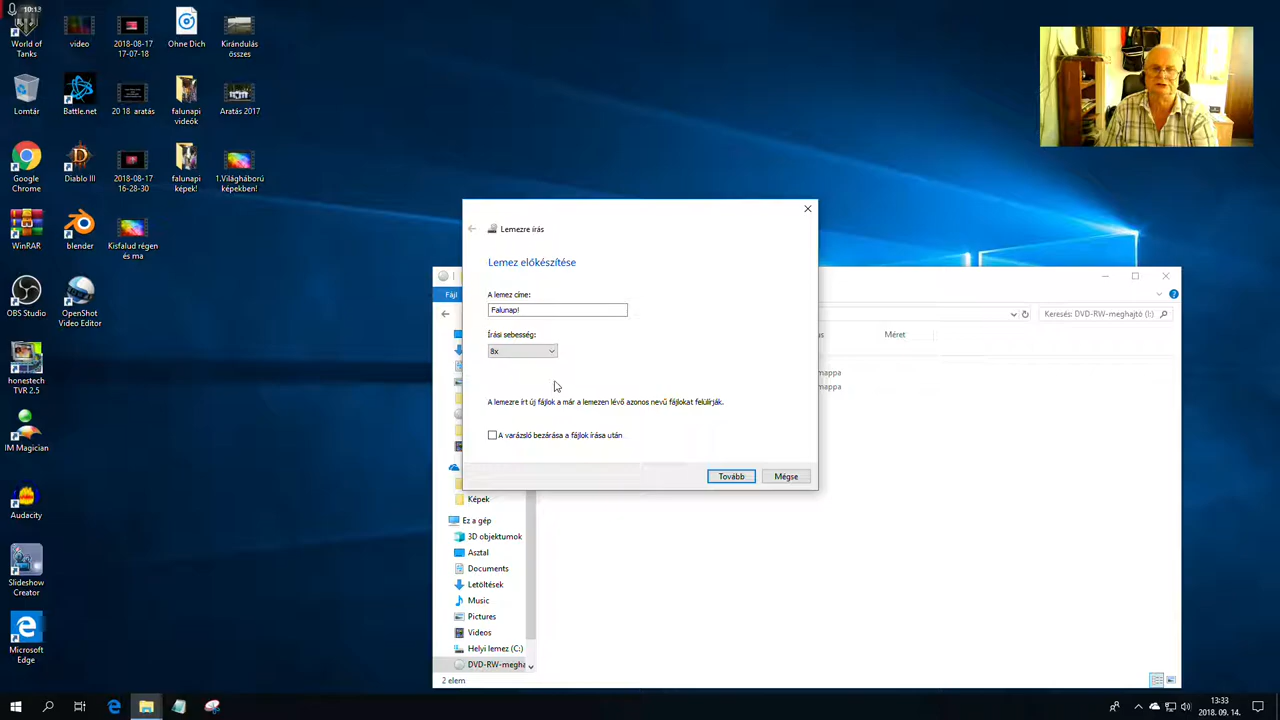 10:13
World of
Tanks
video
2018-08-17
17-07-18
Ohne Dich
Kirándulás
összes
Lomtár
Battle.net
20 18 aratás
falunapi
videók
Aratás 2017
Google
Chrome
Diablo III
2018-08-17
16-28-30
falunapi
képek!
1.Világháború
képekben!
WinRAR
blender
Kisfalud régen
és ma
OBS Studio
OpenShot
Video Editor
honestech
TVR 2.5
IM Magician
Audacity
Slideshow
Creator
Microsoft
Edge
Lemezre írás
Lemez előkészítése
A lemez címe:
Falunap!
Írási sebesség:
8x
A lemezre írt új fájlok a már a lemezen lévő azonos nevű fájlokat felülírják.
A varázsló bezárása a fájlok írása után
Tovább
Mégse
Fájl
Keresés: DVD-RW-meghajtó (I:)
Méret
mappa
mappa
Képek
Ez a gép
3D objektumok
Asztal
Documents
Letöltések
Music
Pictures
Videos
Helyi lemez (C:)
DVD-RW-megha
2 elem
13:33
2018. 09. 14.